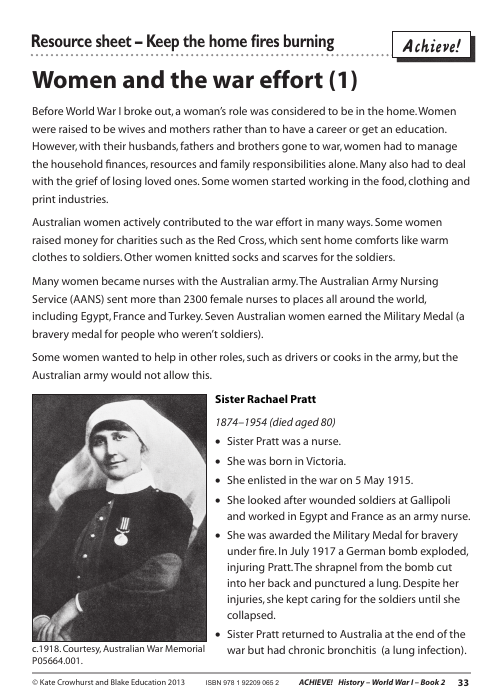 Resource sheet – Keep the home fires burning
Achieve!
Women and the war effort (1)
Before World War I broke out, a woman's role was considered to be in the home. Women
were raised to be wives and mothers rather than to have a career or get an education.
However, with their husbands, fathers and brothers gone to war, women had to manage
the household finances, resources and family responsibilities alone. Many also had to deal
with the grief of losing loved ones. Some women started working in the food, clothing and
print industries.
Australian women actively contributed to the war effort in many ways. Some women
raised money for charities such as the Red Cross, which sent home comforts like warm
clothes to soldiers. Other women knitted socks and scarves for the soldiers.
Many women became nurses with the Australian army. The Australian Army Nursing
Service (AANS) sent more than 2300 female nurses to places all around the world,
including Egypt, France and Turkey. Seven Australian women earned the Military Medal (a
bravery medal for people who weren't soldiers).
Some women wanted to help in other roles, such as drivers or cooks in the army, but the
Australian army would not allow this.
Sister Rachael Pratt
1874–1954 (died aged 80)
• Sister Pratt was a nurse.
• She was born in Victoria.
• She enlisted in the war on 5 May 1915.
• She looked after wounded soldiers at Gallipoli
and worked in Egypt and France as an army nurse.
• She was awarded the Military Medal for bravery
under fire. In July 1917 a German bomb exploded,
injuring Pratt. The shrapnel from the bomb cut
into her back and punctured a lung. Despite her
injuries, she kept caring for the soldiers until she
collapsed.
• Sister Pratt returned to Australia at the end of the
war but had chronic bronchitis (a lung infection).
c.1918. Courtesy, Australian War Memorial
P05664.001.
© Kate Crowhurst and Blake Education 2013 ISBN 978 1 92209 065 2 ACHIEVE! History – World War I – Book 2 33